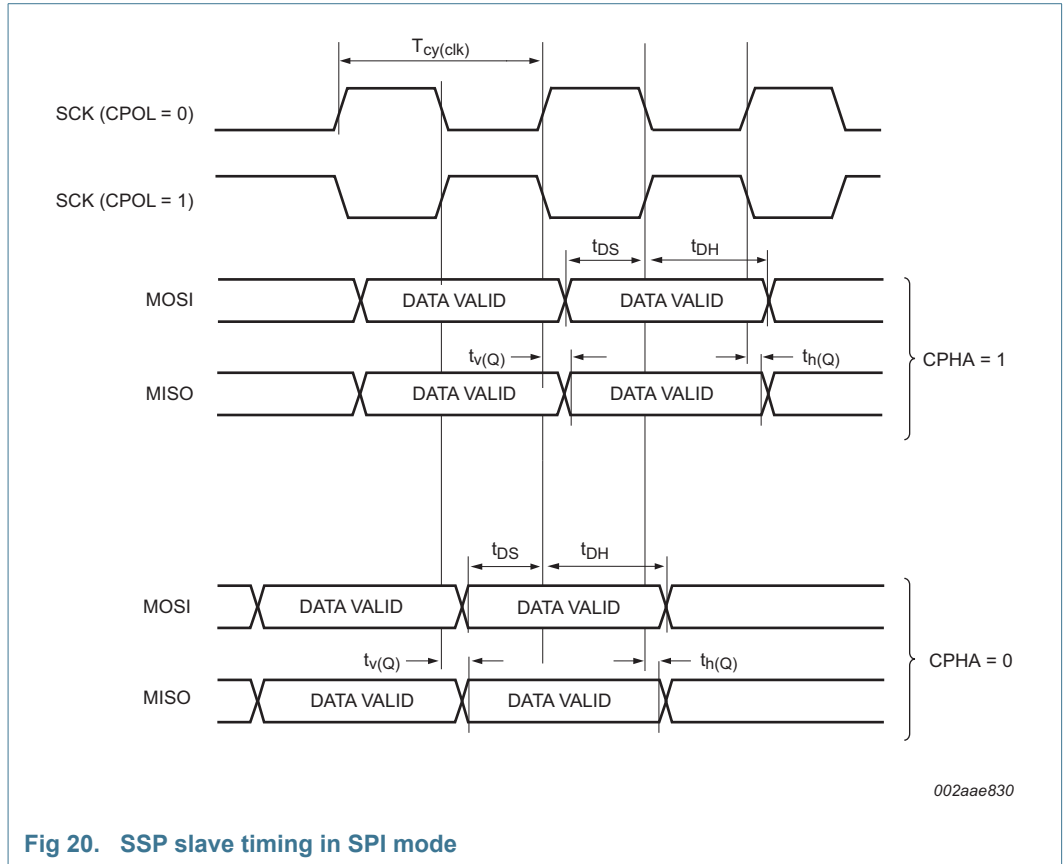 Tcy(clk)
SCK (CPOL = 0)
SCK (CPOL = 1)
tDS tDH
MOSI DATA VALID DATA VALID
tv(Q) th(Q)
CPHA = 1
MISO DATA VALID DATA VALID
tDS tDH
MOSI DATA VALID DATA VALID
tv(Q) th(Q)
CPHA = 0
MISO DATA VALID DATA VALID
002aae830
Fig 20. SSP slave timing in SPI mode